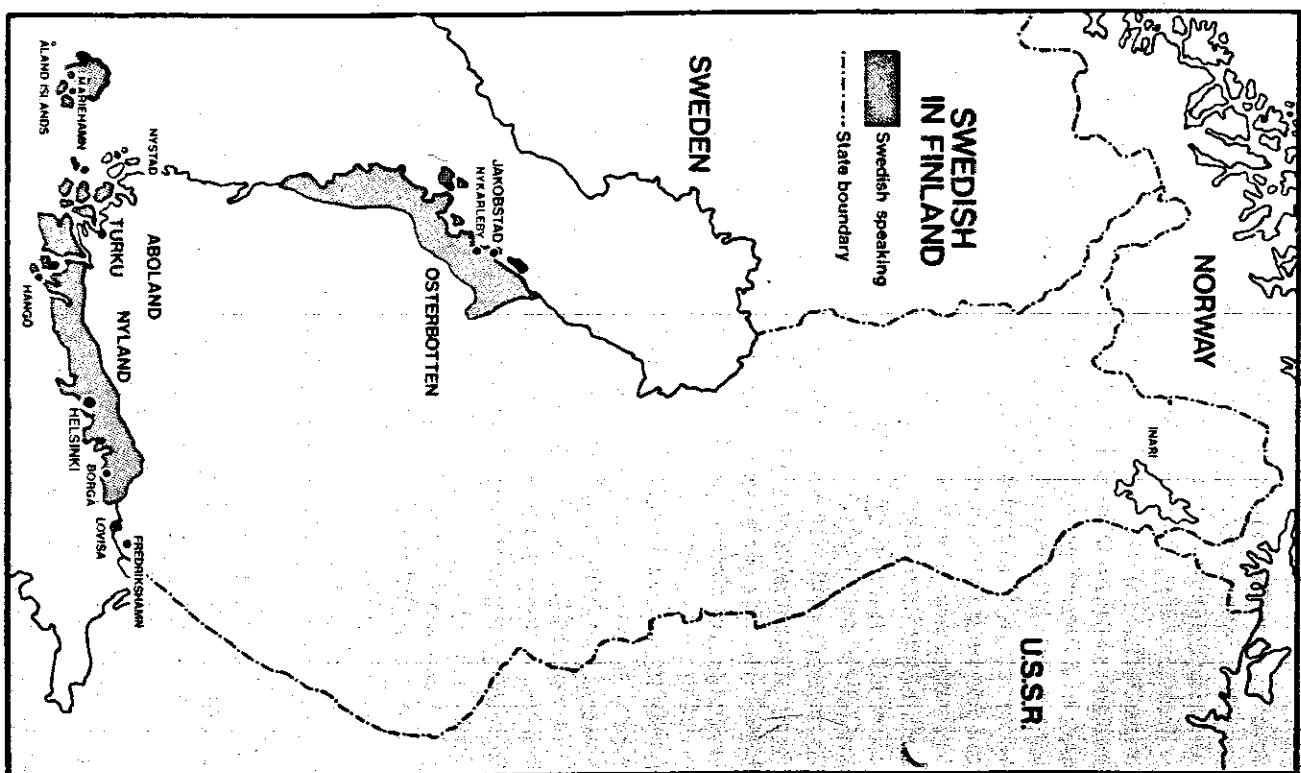 SWEDISH
IN FINLAND
Swedish speaking
State boundary
NORWAY
SWEDEN
U.S.S.R.
INARI
JAKOBSTAD
NYKARLEBY
OSTERBOTTEN
NYSTAD
ABOLAND
TURKU
NYLAND
MARIEHAMN
ÅLAND ISLANDS
HANGÖ
HELSINKI
BORGÅ
LOVISA
FREDRIKSHAMN